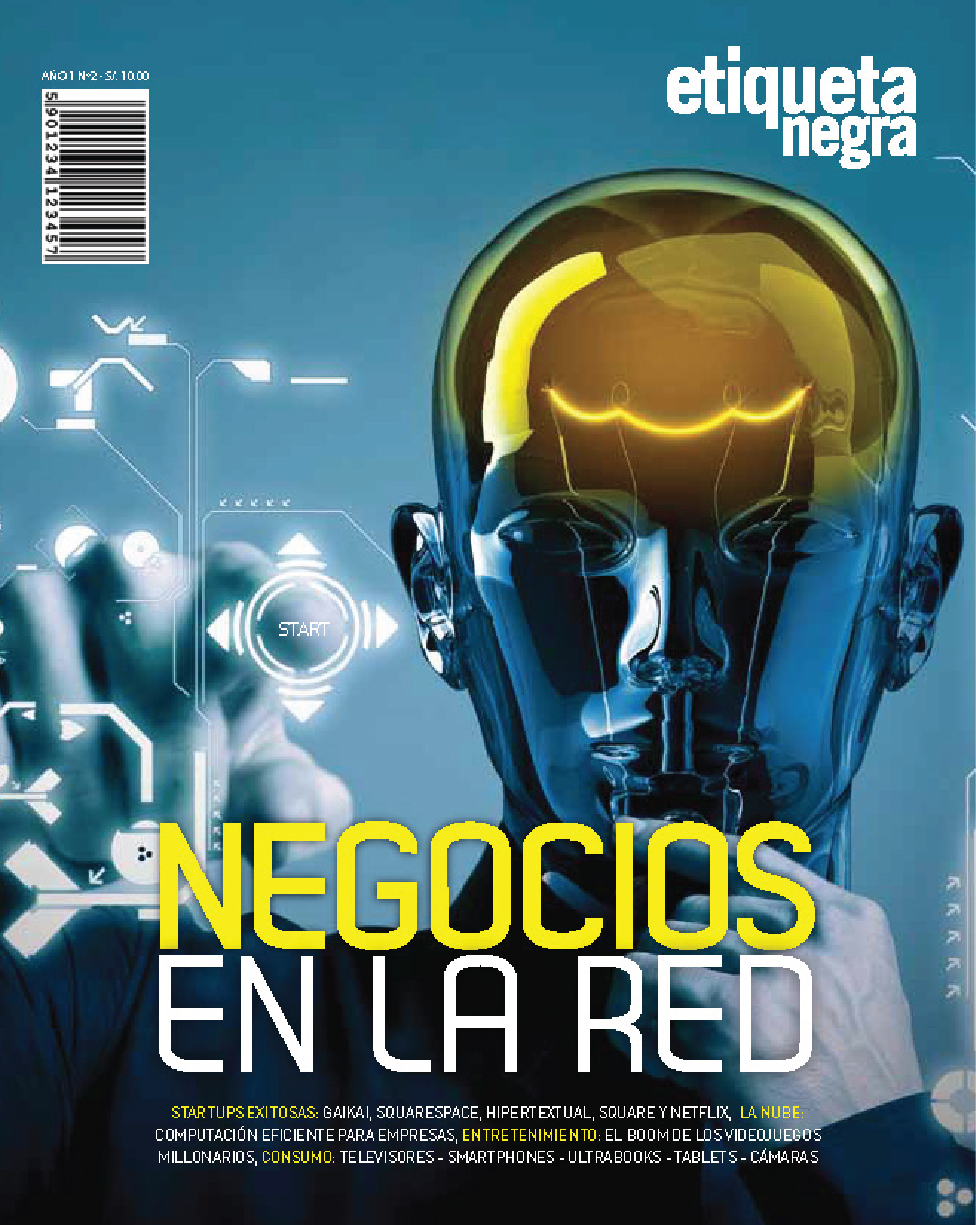 AÑO 1 Nº2 - S/. 10.00
5901234123457
etiqueta
negra
START
NEGOCIOS
EN LA RED
STARTUPS EXITOSAS: GAIKAI, SQUARESPACE, HIPERTEXTUAL, SQUARE Y NETFLIX, LA NUBE:
COMPUTACIÓN EFICIENTE PARA EMPRESAS, ENTRETENIMIENTO: EL BOOM DE LOS VIDEOJUEGOS
MILLONARIOS, CONSUMO: TELEVISORES - SMARTPHONES - ULTRABOOKS - TABLETS - CÁMARAS